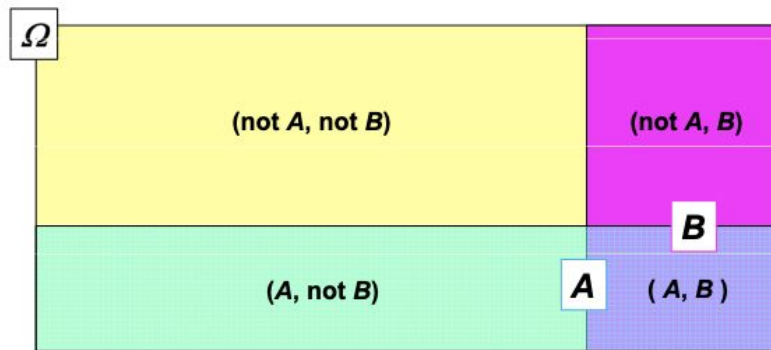 Ω
(not A, not B)
(not A, B)
B
A
(A, not B)
( A, B )